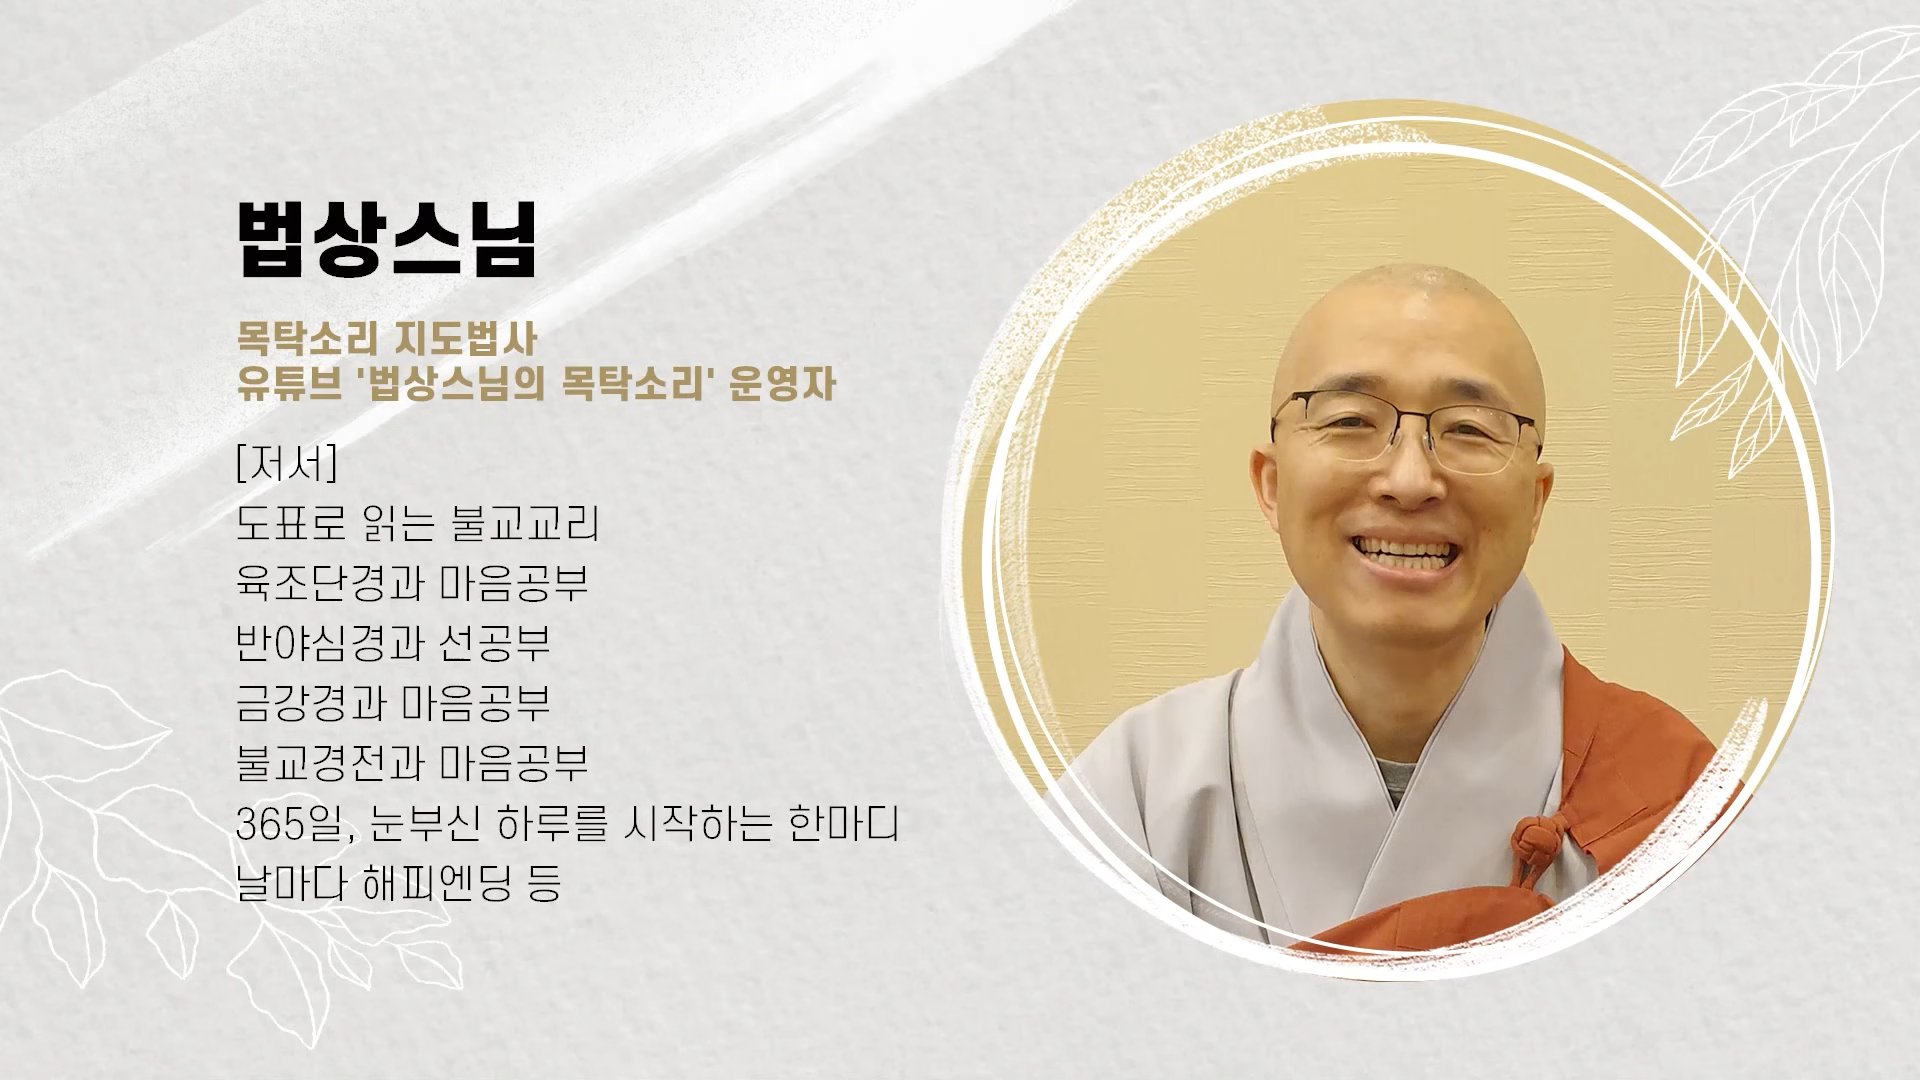 법상스님
목탁소리 지도법사
유튜브 '법상스님의 목탁소리' 운영자
[저서]
도표로 읽는 불교교리
육조단경과 마음공부
반야심경과 선공부
금강경과 마음공부
불교경전과 마음공부
365일, 눈부신 하루를 시작하는 한마디
날마다 해피엔딩 등